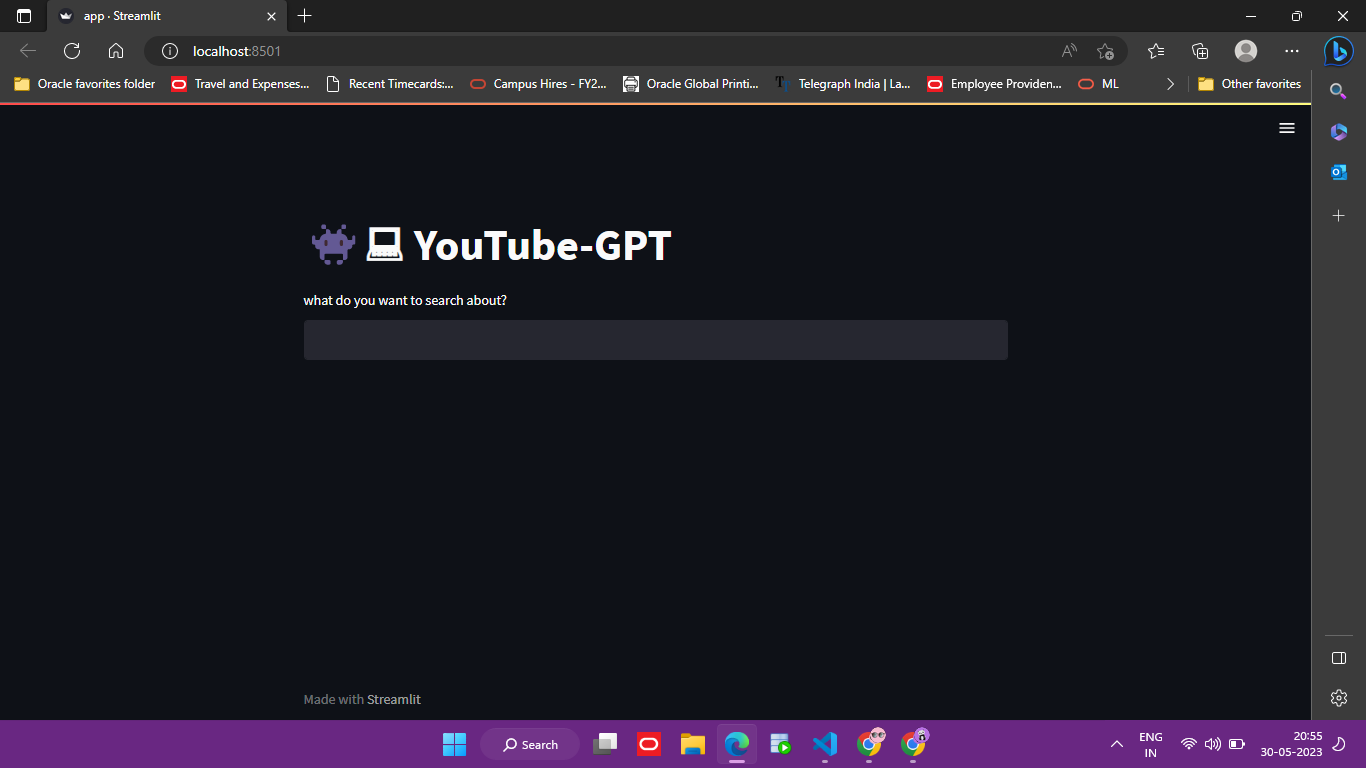 app · Streamlit
localhost:8501
Oracle favorites folder
Travel and Expenses...
Recent Timecards:...
Campus Hires - FY2...
Oracle Global Printi...
Telegraph India | La...
Employee Providen...
ML
Other favorites
YouTube-GPT
what do you want to search about?
Made with Streamlit
Search
ENG
IN
20:55
30-05-2023